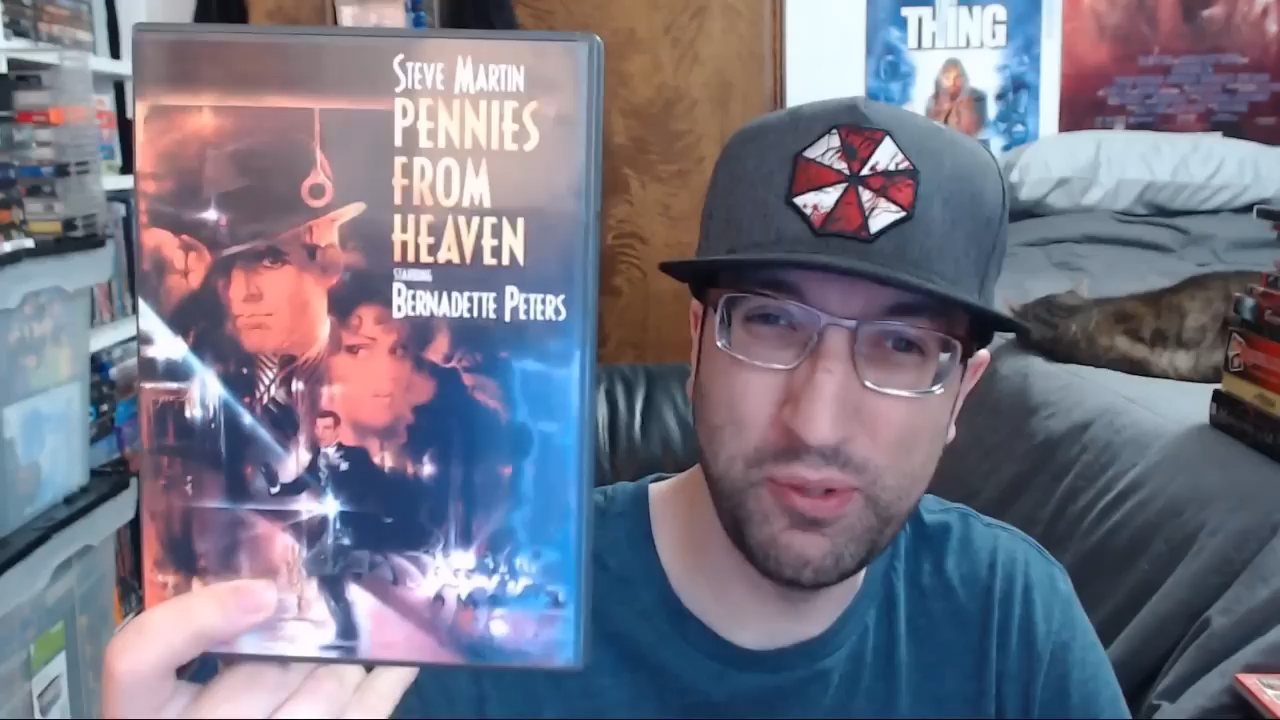 STEVE MARTIN
PENNIES
FROM
HEAVEN
STARRING
BERNADETTE PETERS
THING